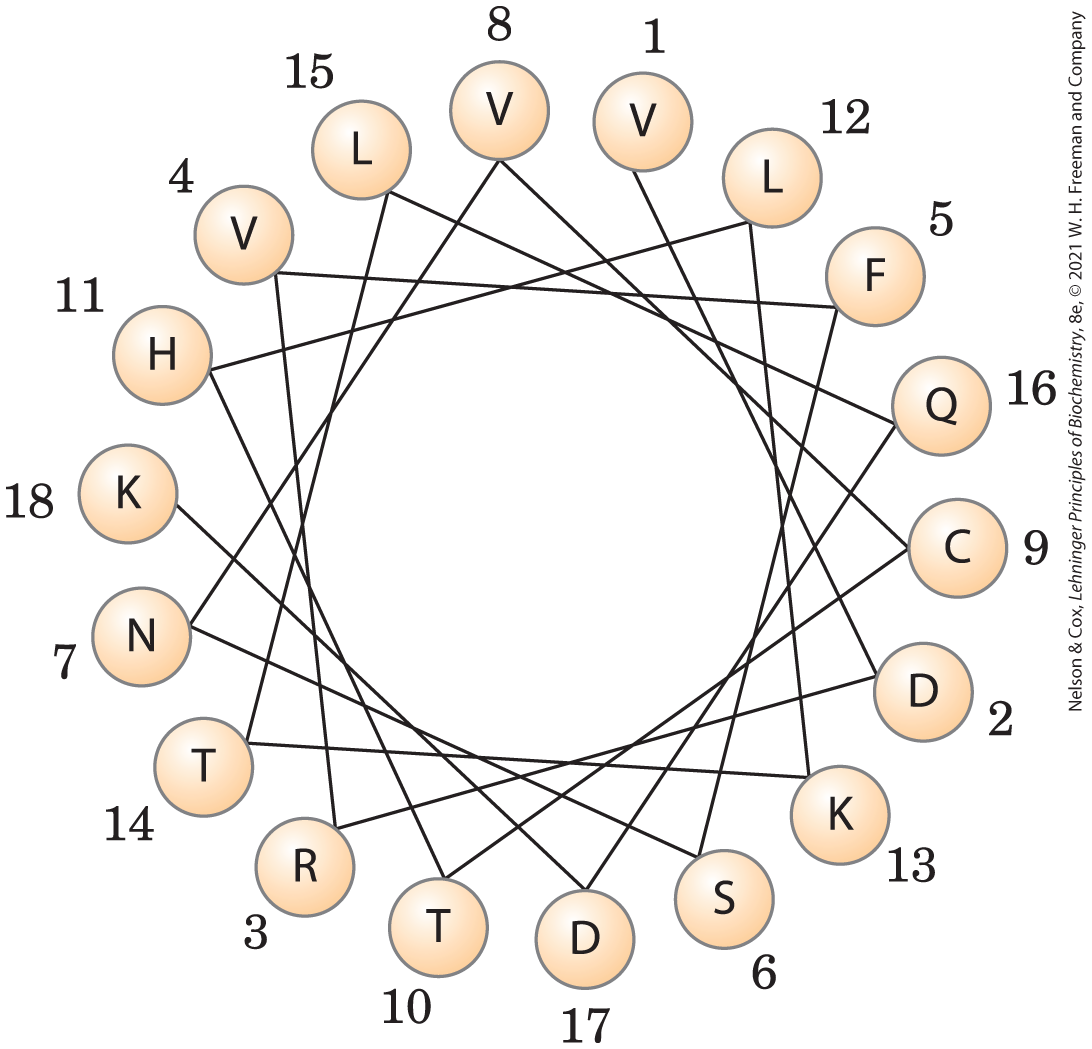 8
V
1
V
12
L
5
F
16
Q
9
C
2
D
13
K
6
S
17
D
10
T
3
R
14
T
7
N
18
K
11
H
4
V
15
L
Nelson & Cox, Lehninger Principles of Biochemistry, 8e, © 2021 W. H. Freeman and Company